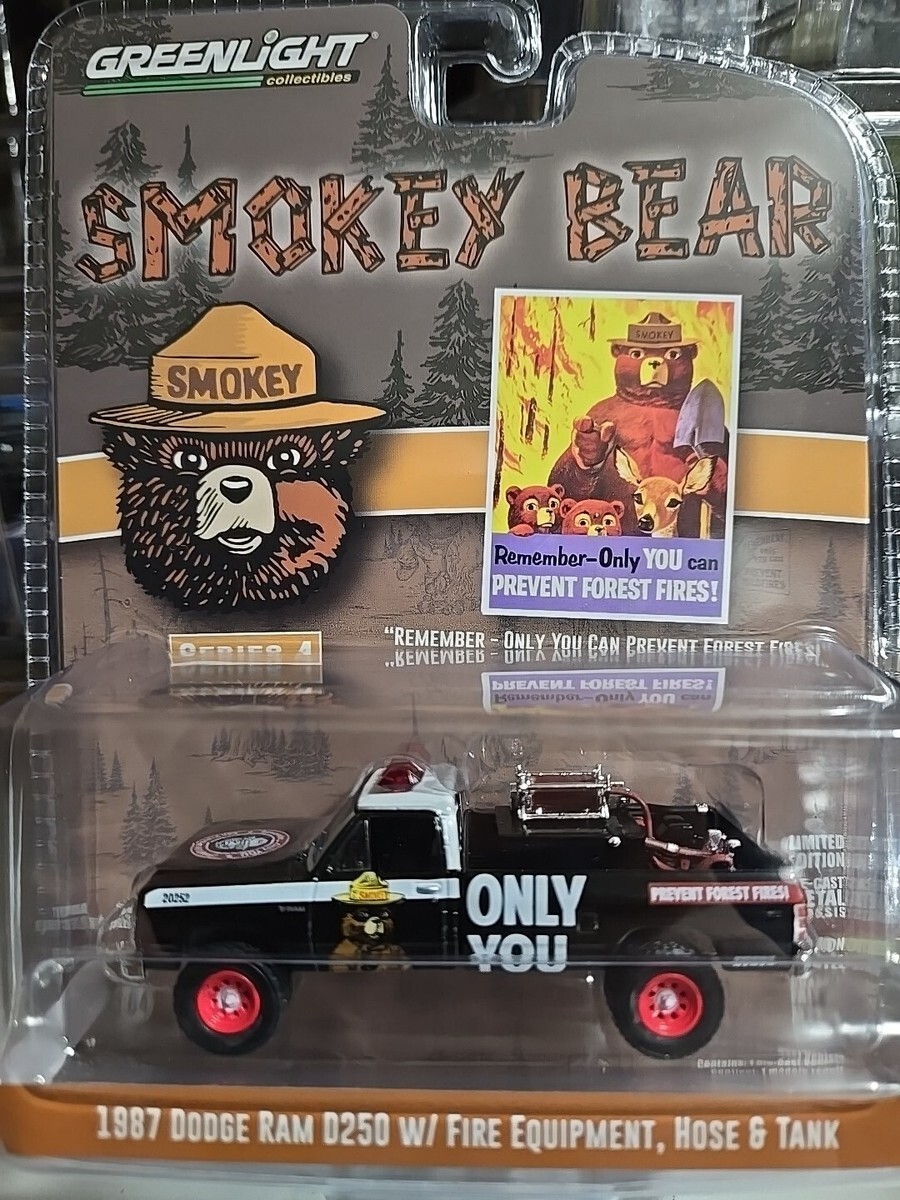 GREENLIGHT
collectibles
SMOKEY BEAR
SMOKEY
SMOKEY
Remember-Only YOU can
PREVENT FOREST FIRES!
SERIES 4
"REMEMBER - ONLY YOU CAN PREVENT FOREST FIRES
20252
SMOKEY
ONLY
YOU
PREVENT FOREST FIRES!
LIMITED
EDITION
1987 DODGE RAM D250 W/ FIRE EQUIPMENT, HOSE & TANK